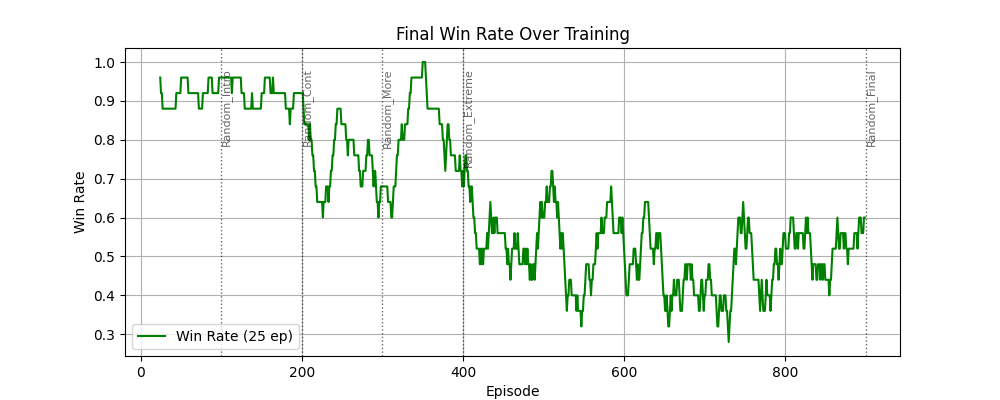 Final Win Rate Over Training
Win Rate
1.0
0.9
0.8
0.7
0.6
0.5
0.4
0.3
Random_Intro
Random_Cont
Random_More
Random_Extreme
Random_Final
Win Rate (25 ep)
0
200
400
600
800
Episode